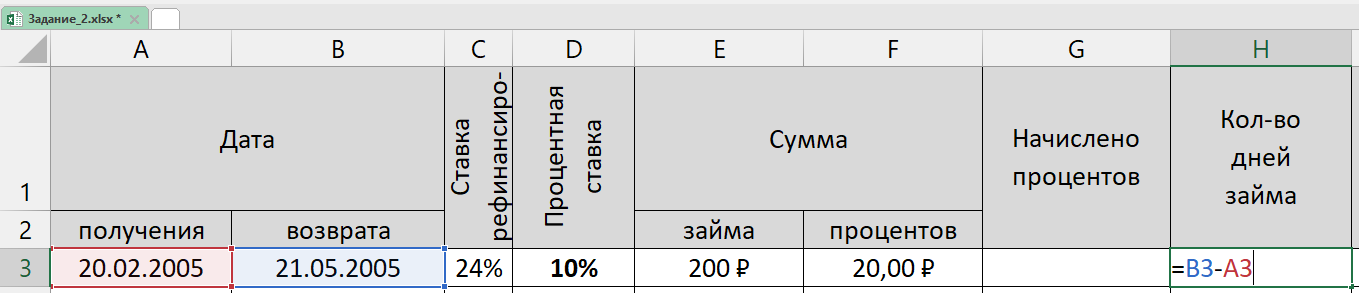 Задание_2.xlsx *
A B C D E F G H
1
Дата
Ставка
рефинансиро-
Процентная
ставка
Сумма
Начислено
процентов
Кол-во
дней
займа
2
получения возврата займа процентов
3
20.02.2005 21.05.2005 24% 10% 200 ₽ 20,00 ₽ =B3-A3